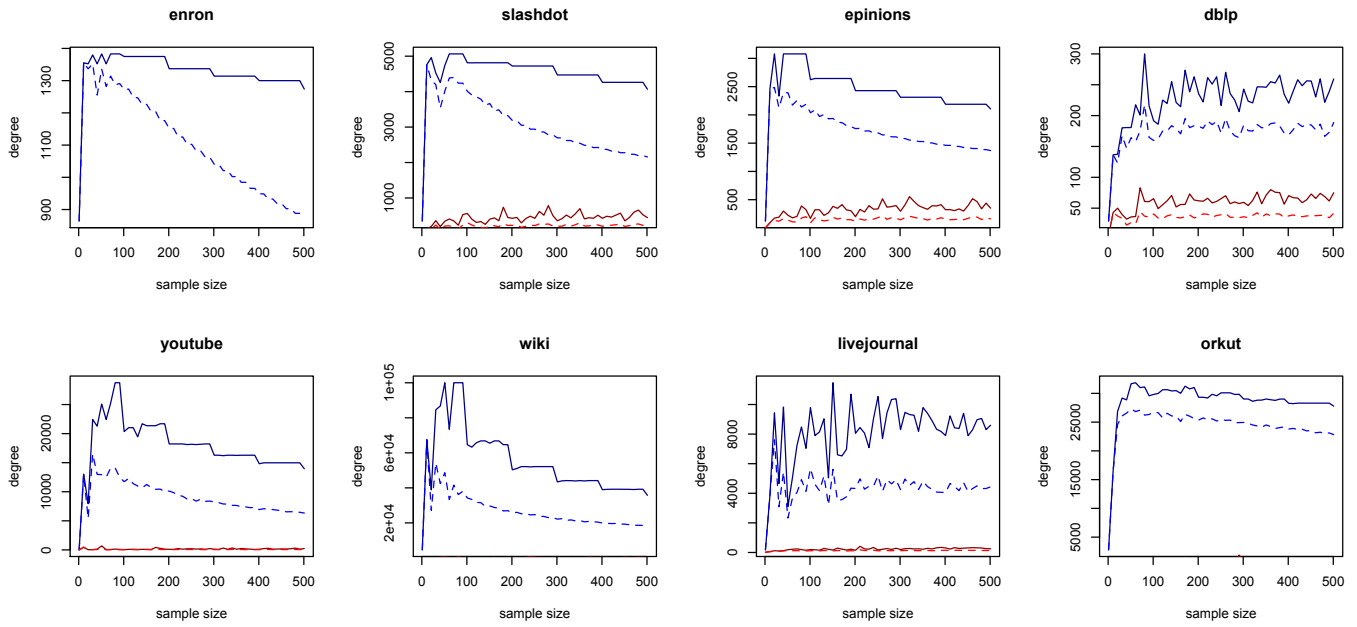 enron
degree
900
1100
1300
0 100 200 300 400 500
sample size
slashdot
degree
1000
3000
5000
0 100 200 300 400 500
sample size
epinions
degree
500
1500
2500
0 100 200 300 400 500
sample size
dblp
degree
50
100
200
300
0 100 200 300 400 500
sample size
youtube
degree
0
10000
20000
0 100 200 300 400 500
sample size
wiki
degree
2e+04
6e+04
1e+05
0 100 200 300 400 500
sample size
livejournal
degree
0
4000
8000
0 100 200 300 400 500
sample size
orkut
degree
5000
15000
25000
0 100 200 300 400 500
sample size